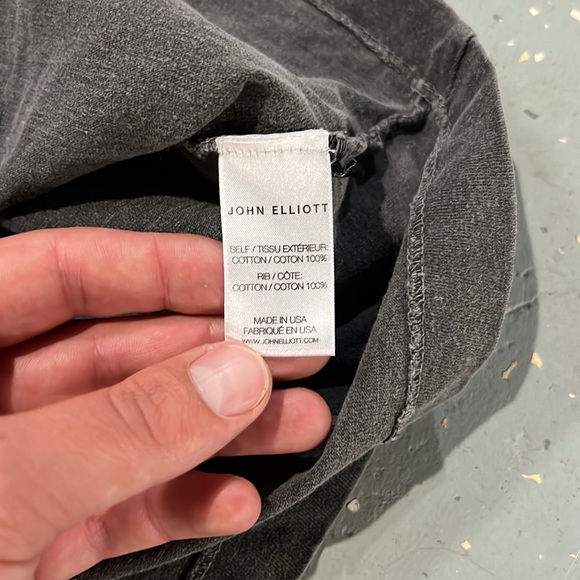 JOHN ELLIOTT
SELF / TISSU EXTÉRIEUR:
COTTON / COTON 100%
RIB / CÔTE:
COTTON / COTON 100%
MADE IN USA
FABRIQUÉ EN USA
WWW.JOHNELLIOTT.COM